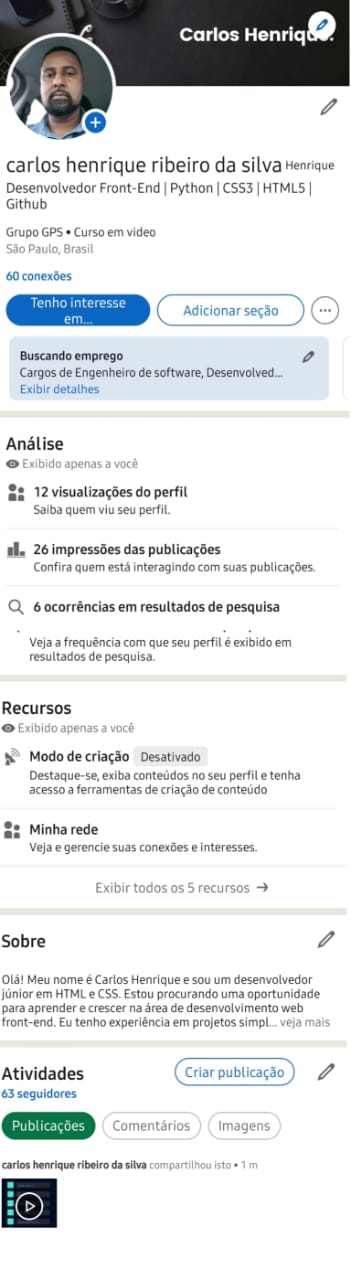 Carlos Henrique.
carlos henrique ribeiro da silva Henrique
Desenvolvedor Front-End | Python | CSS3 | HTML5 |
Github
Grupo GPS • Curso em video
São Paulo, Brasil
60 conexões
Tenho interesse
em...
Adicionar seção
Buscando emprego
Cargos de Engenheiro de software, Desenvolved...
Exibir detalhes
Análise
Exibido apenas a você
12 visualizações do perfil
Saiba quem viu seu perfil.
26 impressões das publicações
Confira quem está interagindo com suas publicações.
6 ocorrências em resultados de pesquisa
Veja a frequência com que seu perfil é exibido em
resultados de pesquisa.
Recursos
Exibido apenas a você
Modo de criação Desativado
Destaque-se, exiba conteúdos no seu perfil e tenha
acesso a ferramentas de criação de conteúdo
Minha rede
Veja e gerencie suas conexões e interesses.
Exibir todos os 5 recursos →
Sobre
Olá! Meu nome é Carlos Henrique e sou um desenvolvedor
júnior em HTML e CSS. Estou procurando uma oportunidade
para aprender e crescer na área de desenvolvimento web
front-end. Eu tenho experiência em projetos simpl... veja mais
Atividades
Criar publicação
63 seguidores
Publicações
Comentários
Imagens
carlos henrique ribeiro da silva compartilhou isto • 1 m